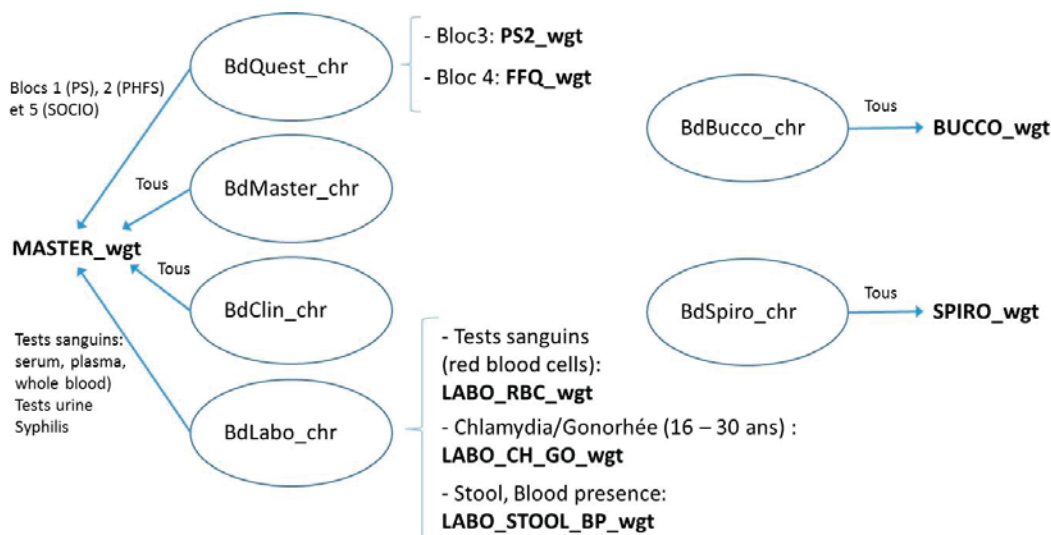 BdQuest_chr
- Bloc3: PS2_wgt
- Bloc 4: FFQ_wgt
Blocs 1 (PS), 2 (PHFS)
et 5 (SOCIO)
BdMaster_chr
Tous
MASTER_wgt
BdClin_chr
Tous
Tests sanguins:
serum, plasma,
whole blood)
Tests urine
Syphilis
BdLabo_chr
- Tests sanguins
(red blood cells):
LABO_RBC_wgt
- Chlamydia/Gonorhée (16 – 30 ans) :
LABO_CH_GO_wgt
- Stool, Blood presence:
LABO_STOOL_BP_wgt
BdBucco_chr
Tous
BUCCO_wgt
BdSpiro_chr
Tous
SPIRO_wgt